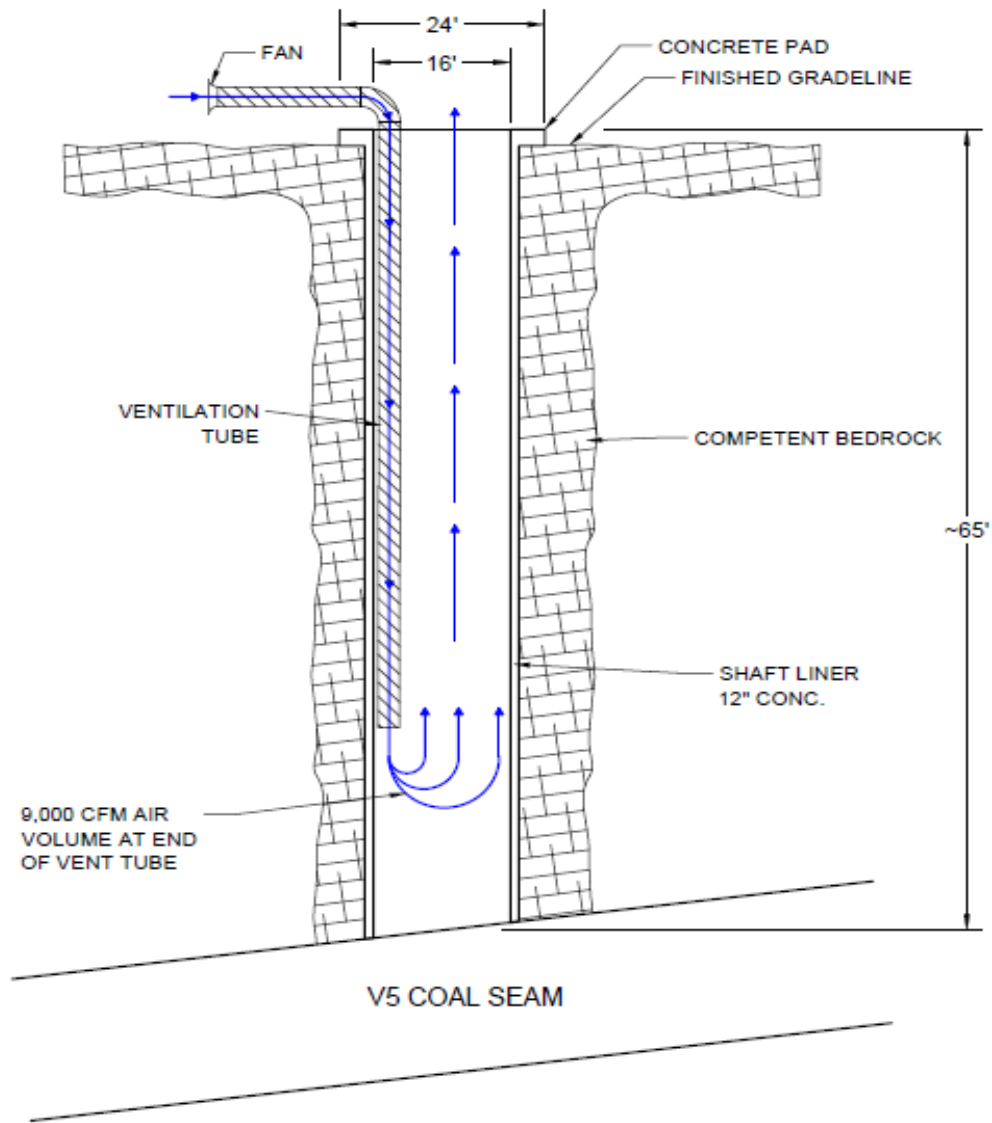 24'
FAN
16'
CONCRETE PAD
FINISHED GRADELINE
VENTILATION
TUBE
COMPETENT BEDROCK
~65'
SHAFT LINER
12" CONC.
9,000 CFM AIR
VOLUME AT END
OF VENT TUBE
V5 COAL SEAM